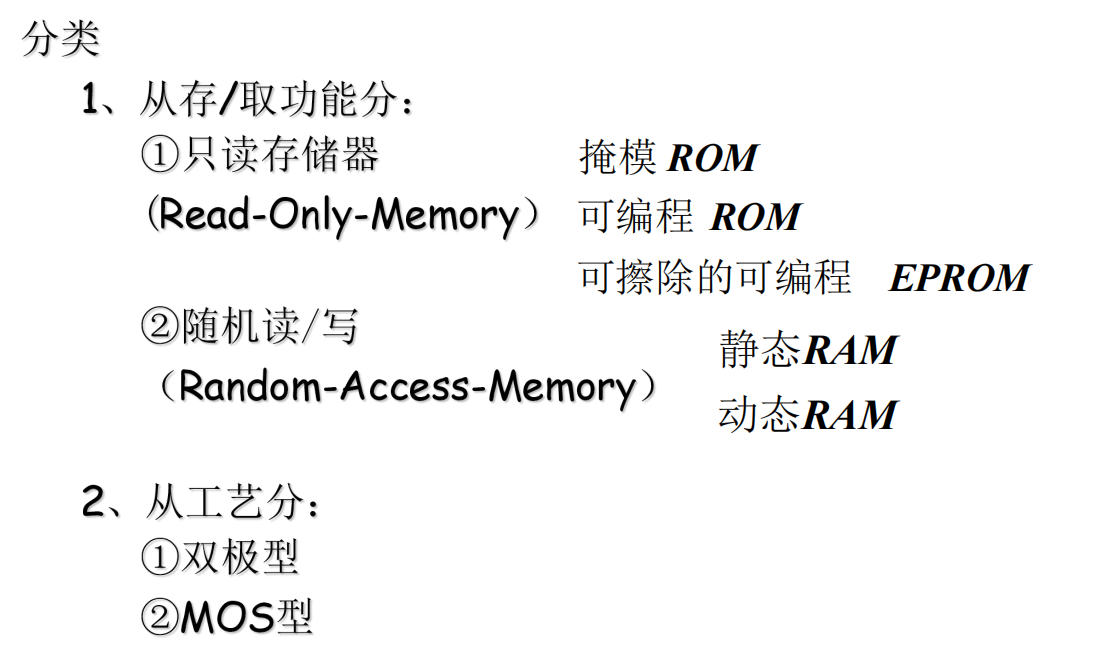 分类
1、从存/取功能分：
①只读存储器
(Read-Only-Memory）
掩模 ROM
可编程 ROM
可擦除的可编程 EPROM
②随机读/写
（Random-Access-Memory）
静态RAM
动态RAM
2、从工艺分：
①双极型
②MOS型